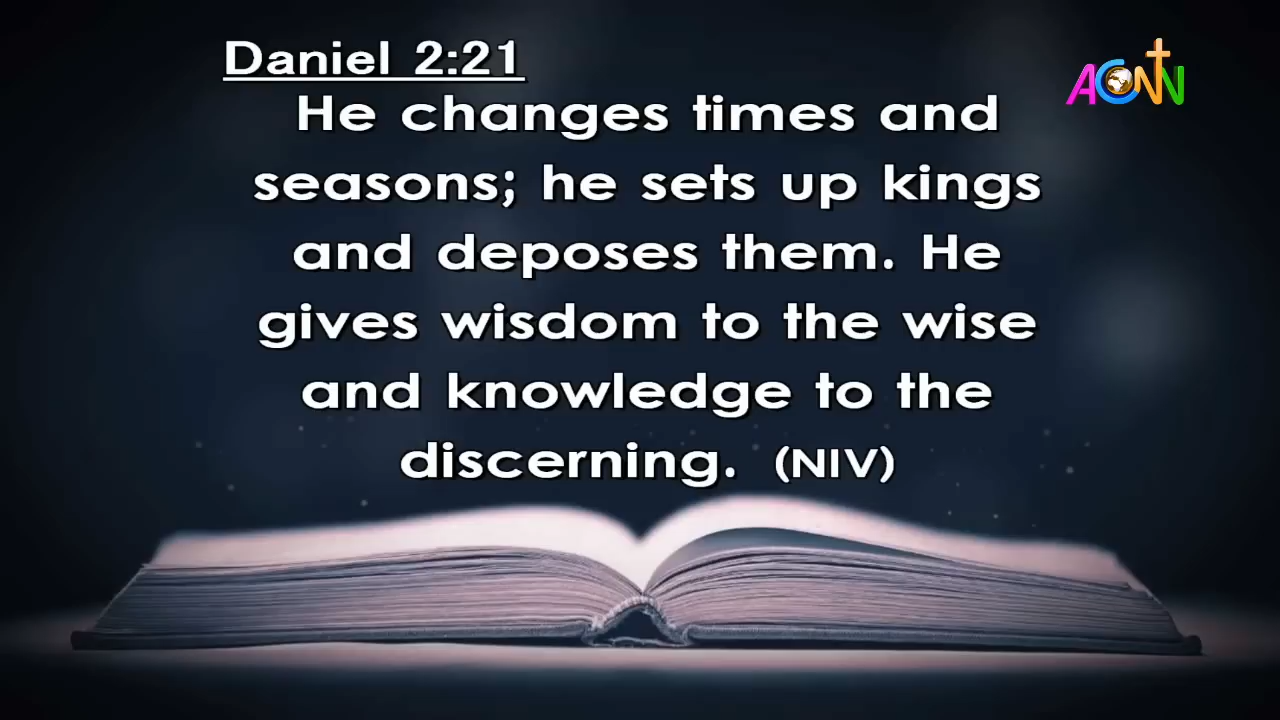 Daniel 2:21
ACNN
He changes times and
seasons; he sets up kings
and deposes them. He
gives wisdom to the wise
and knowledge to the
discerning. (NIV)